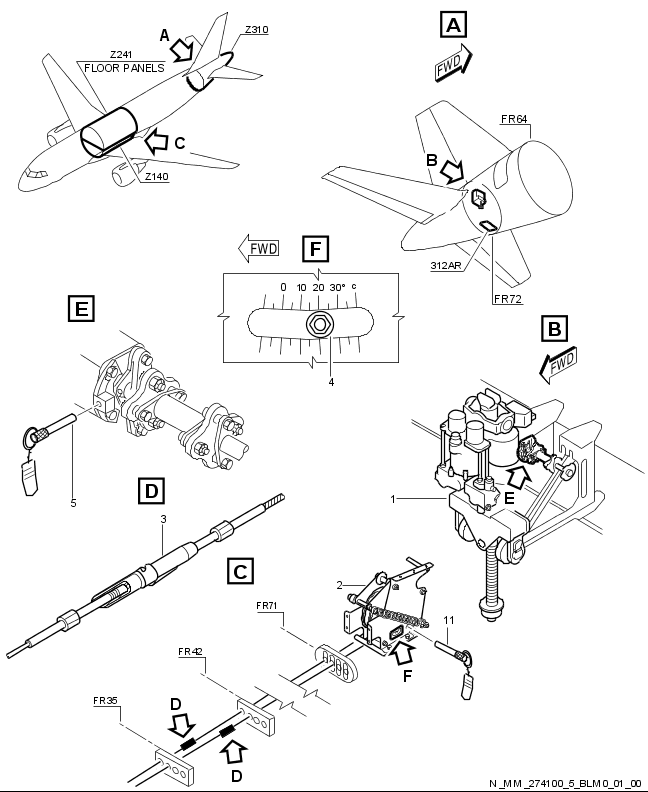 A
Z310
A
Z241
FLOOR PANELS
FWD
FR64
C
B
Z140
312AR
FR72
FWD
F
0 10 20 30° c
4
E
B
FWD
5
D
1
E
3
C
2
FR71
11
F
FR42
FR35
D
D
N_MM_274100_5_BLM0_01_00